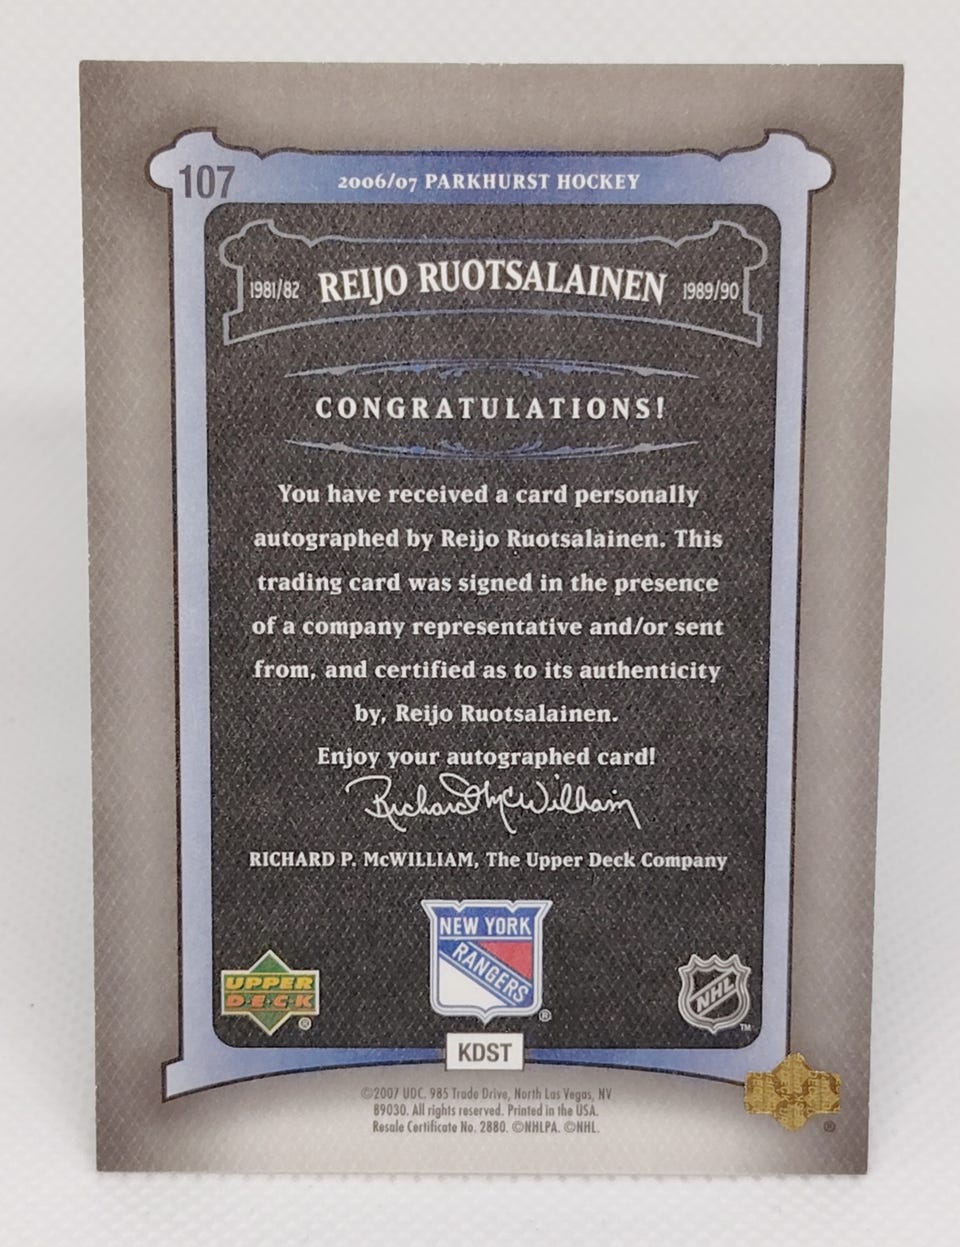 107
2006/07 PARKHURST HOCKEY
1981/82 REIJO RUOTSALAINEN 1989/90
CONGRATULATIONS!
You have received a card personally
autographed by Reijo Ruotsalainen. This
trading card was signed in the presence
of a company representative and/or sent
from, and certified as to its authenticity
by, Reijo Ruotsalainen.
Enjoy your autographed card!
Richard McWilliam
RICHARD P. McWILLIAM, The Upper Deck Company
NEW YORK
RANGERS
®
UPPER
DECK
®
NHL
TM
KDST
©2007 UDC. 985 Trade Drive, North Las Vegas, NV
89030. All rights reserved. Printed in the USA.
Resale Certificate No. 2880. ©NHLPA. ©NHL.
®